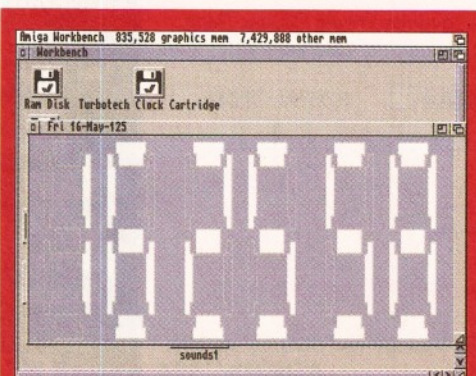 Amiga Workbench 835,528 graphics mem 7,429,888 other mem
Workbench
Ram Disk Turbotech Clock Cartridge
Fri 16-May-125
162558
sounds1